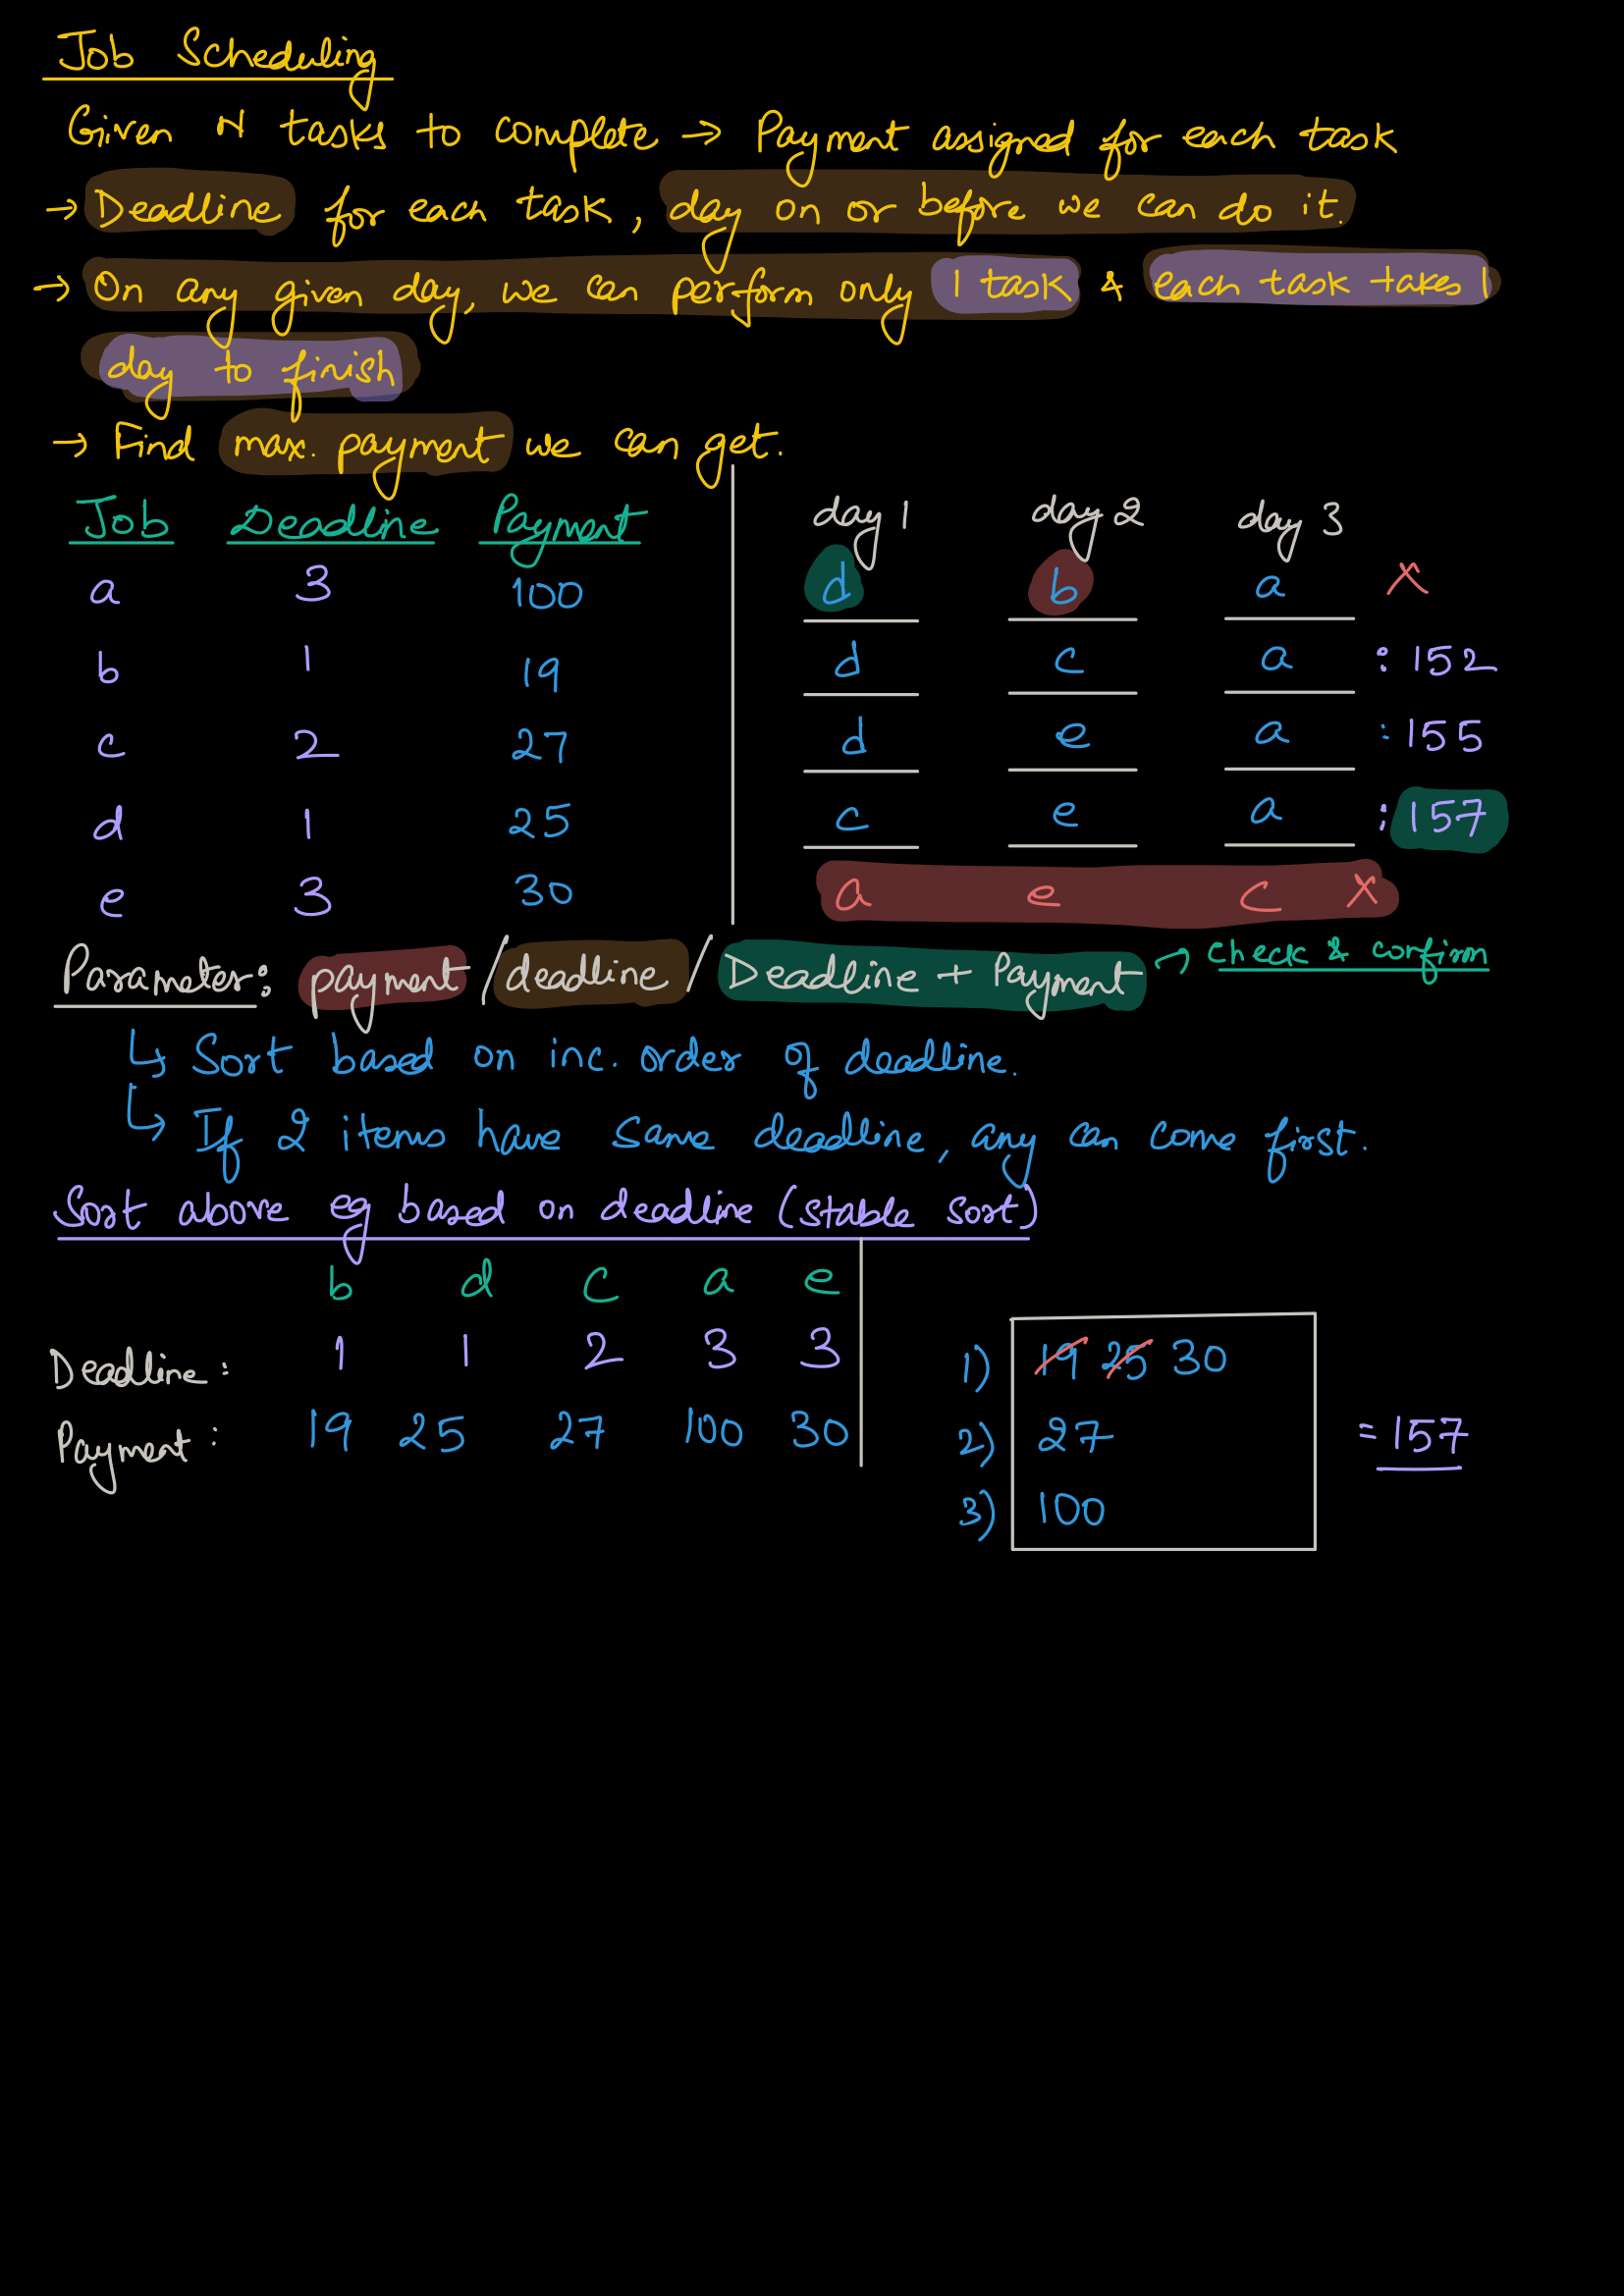 Job Scheduling
Given N tasks to complete → Payment assigned for each task
→ Deadline for each task, day on or before we can do it.
→ On any given day, we can perform only 1 task & each task takes 1
day to finish
→ Find max. payment we can get.
Job Deadline Payment
a 3 100
b 1 19
c 2 27
d 1 25
e 3 30
day 1 day 2 day 3
d b a ×
d c a : 152
d e a : 155
c e a : 157
a e c ×
Parameter: payment / deadline / Deadline + Payment → Check & confirm
↳ Sort based on inc. order of deadline.
↳ If 2 items have same deadline, any can come first.
Sort above eg based on deadline (stable sort)
b d c a e
Deadline: 1 1 2 3 3
Payment: 19 25 27 100 30
1) 19 25 30
2) 27
3) 100
= 157